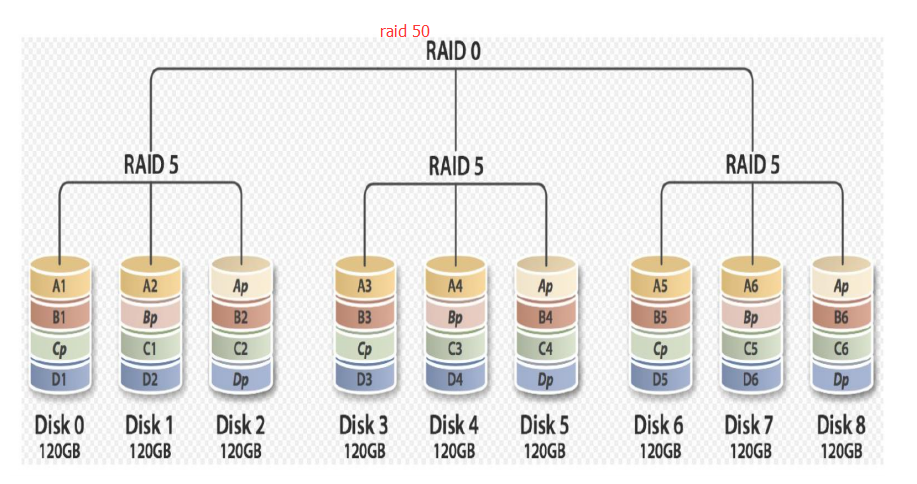 raid 50
RAID 0
RAID 5 RAID 5 RAID 5
A1 A2 Ap A3 A4 Ap A5 A6 Ap
B1 Bp B2 B3 Bp B4 B5 Bp B6
Cp C1 C2 Cp C3 C4 Cp C5 C6
D1 D2 Dp D3 D4 Dp D5 D6 Dp
Disk 0 Disk 1 Disk 2 Disk 3 Disk 4 Disk 5 Disk 6 Disk 7 Disk 8
120GB 120GB 120GB 120GB 120GB 120GB 120GB 120GB 120GB